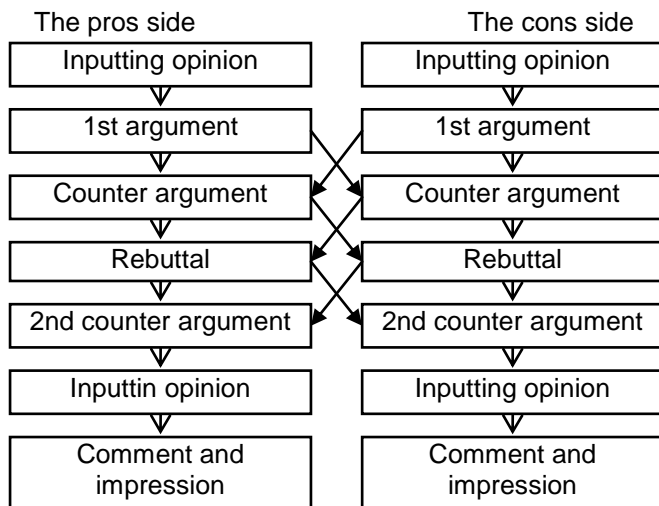 The pros side
The cons side
Inputting opinion
Inputting opinion
1st argument
1st argument
Counter argument
Counter argument
Rebuttal
Rebuttal
2nd counter argument
2nd counter argument
Inputtin opinion
Inputting opinion
Comment and
impression
Comment and
impression